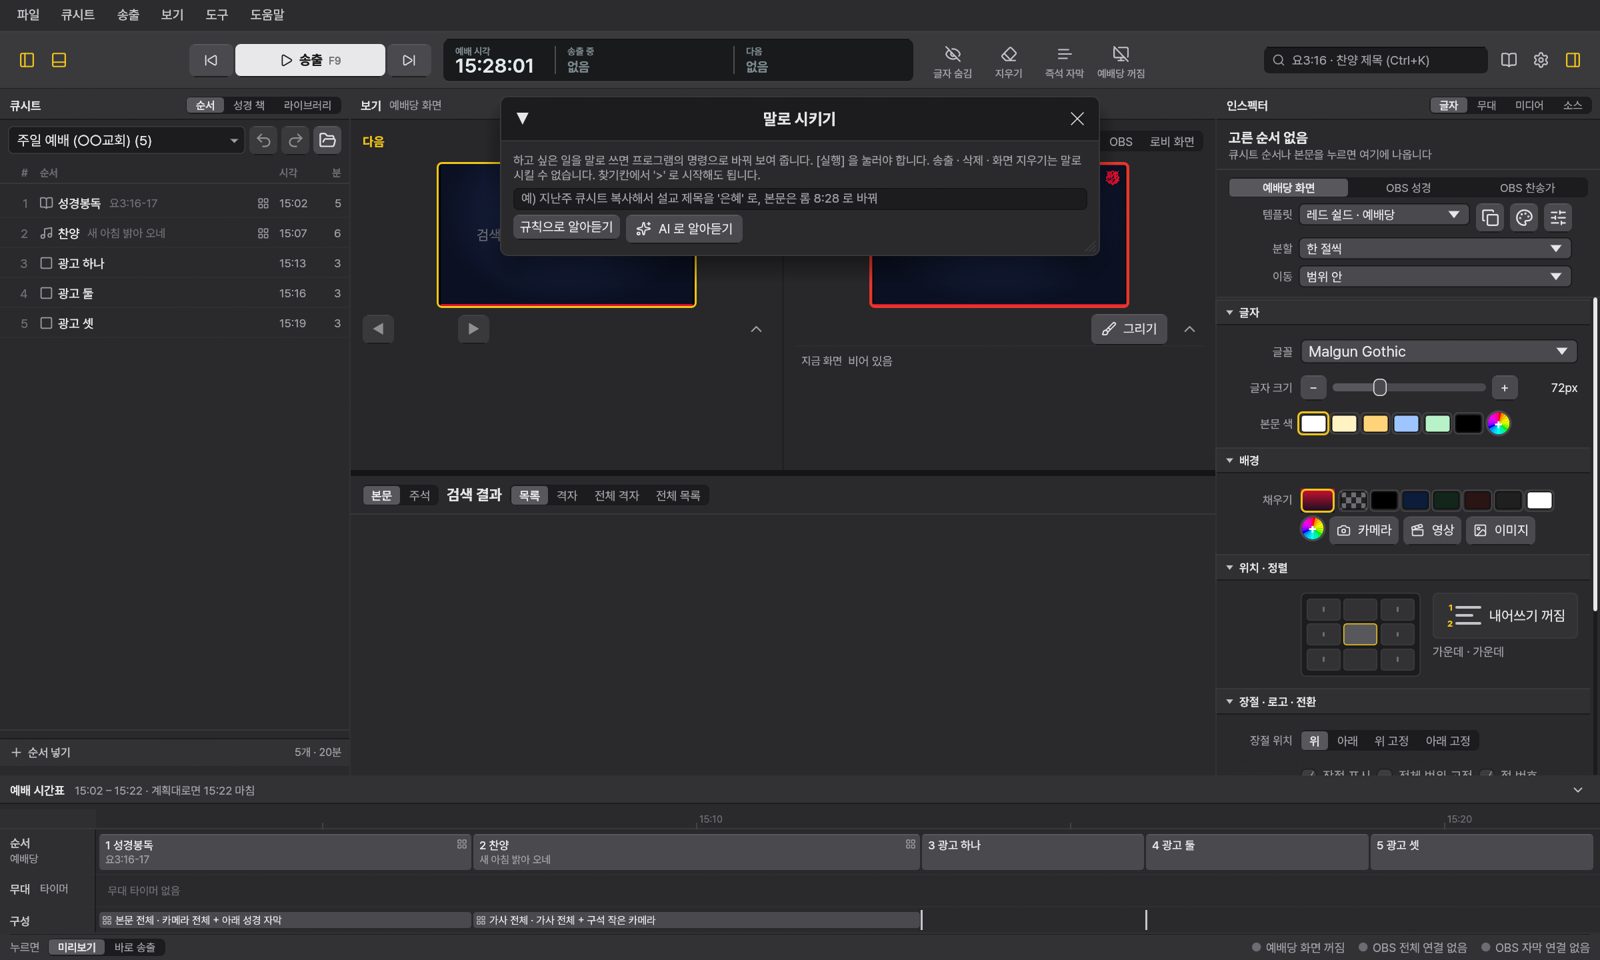 파일 큐시트 송출 보기 도구 도움말
송출 F9
예배 시각
15:28:01
송출 중
없음
다음
없음
글자 숨김 지우기 즉석 자막 예배당 꺼짐
요3:16 · 찬양 제목 (Ctrl+K)
큐시트 순서 성경 책 라이브러리
주일 예배 (〇〇교회) (5)
# 순서 시각 분
1 성경봉독 요3:16-17 15:02 5
2 찬양 새 아침 밝아 오네 15:07 6
3 광고 하나 15:13 3
4 광고 둘 15:16 3
5 광고 셋 15:19 3
순서 넣기 5개 · 20분
보기 예배당 화면
다음
OBS 로비 화면
검색
말로 시키기
하고 싶은 일을 말로 쓰면 프로그램의 명령으로 바꿔 보여 줍니다. [실행] 을 눌러야 합니다. 송출 · 삭제 · 화면 지우기는 말로
시킬 수 없습니다. 찾기칸에서 '>' 로 시작해도 됩니다.
예) 지난주 큐시트 복사해서 설교 제목을 '은혜' 로, 본문은 롬 8:28 로 바꿔
규칙으로 알아듣기 AI 로 알아듣기
그리기
지금 화면 비어 있음
본문 주석 검색 결과 목록 격자 전체 격자 전체 목록
인스펙터 글자 무대 미디어 소스
고른 순서 없음
큐시트 순서나 본문을 누르면 여기에 나옵니다
예배당 화면 OBS 성경 OBS 찬송가
템플릿 레드 쉴드 · 예배당
분할 한 절씩
이동 범위 안
글자
글꼴 Malgun Gothic
글자 크기 − + 72px
본문 색
배경
채우기
카메라 영상 이미지
위치 · 정렬
1
2
내어쓰기 꺼짐
가운데 · 가운데
장절 · 로고 · 전환
장절 위치 위 아래 위 고정 아래 고정
장절 표시 전체 범위 고정 절 번호
예배 시간표 15:02 – 15:22 · 계획대로면 15:22 마침
15:10 15:20
순서
예배당
1 성경봉독
요3:16-17
2 찬양
새 아침 밝아 오네
3 광고 하나
4 광고 둘
5 광고 셋
무대 타이머 무대 타이머 없음
구성 본문 전체 · 카메라 전체 + 아래 성경 자막 가사 전체 · 가사 전체 + 구석 작은 카메라
누르면 미리보기 바로 송출
예배당 화면 꺼짐 OBS 전체 연결 없음 OBS 자막 연결 없음